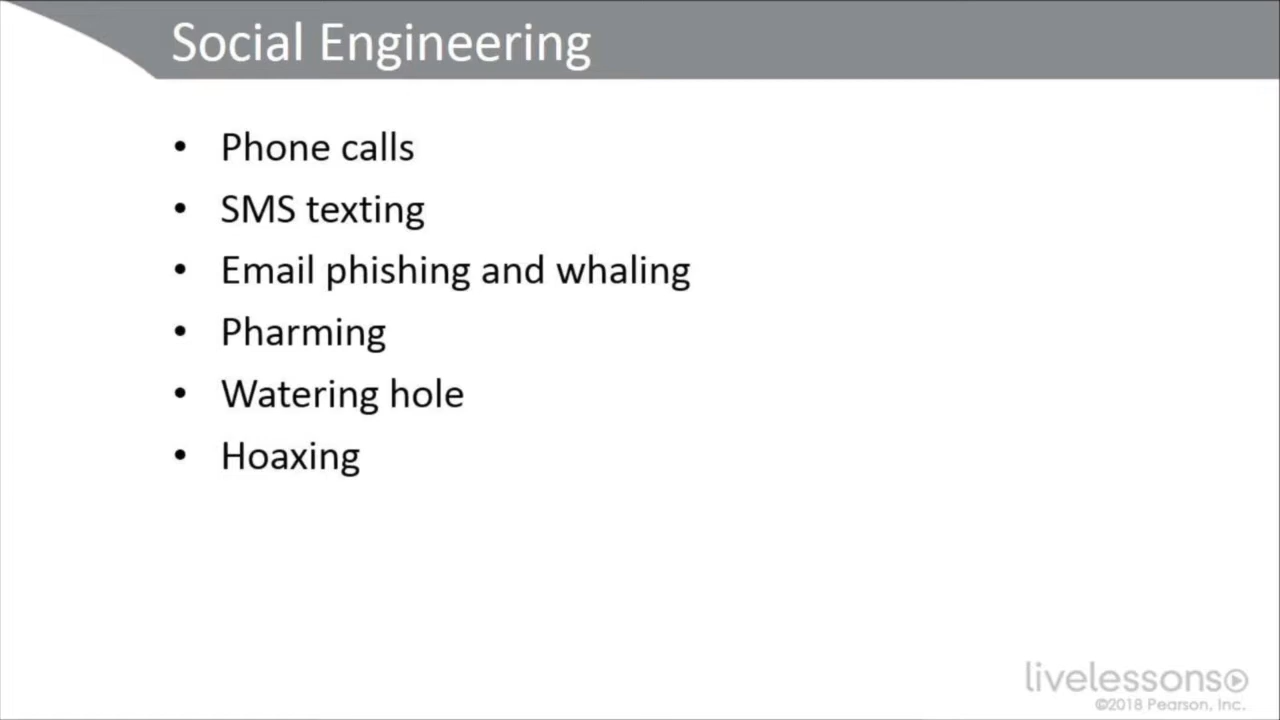 Social Engineering
• Phone calls
• SMS texting
• Email phishing and whaling
• Pharming
• Watering hole
• Hoaxing
livelessons
©2018 Pearson, Inc.